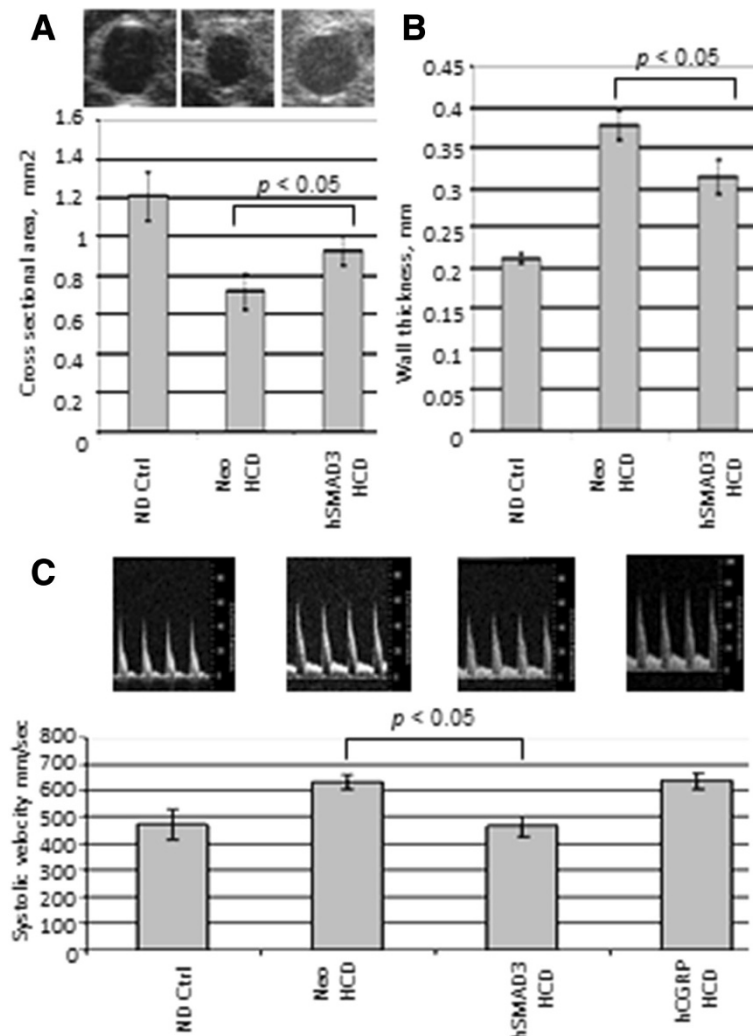 A
B
Cross sectional area, mm2
1.6
1.4
1.2
1
0.8
0.6
0.4
0.2
0
p < 0.05
ND Ctrl
Neo
HCD
hSMAD3
HCD
Wall thickness, mm
0.45
0.4
0.35
0.3
0.25
0.2
0.15
0.1
0.05
0
p < 0.05
ND Ctrl
Neo
HCD
hSMAD3
HCD
C
Systolic velocity mm/sec
800
700
600
500
400
300
200
100
0
p < 0.05
ND Ctrl
Neo
HCD
hSMAD3
HCD
hCGRP
HCD